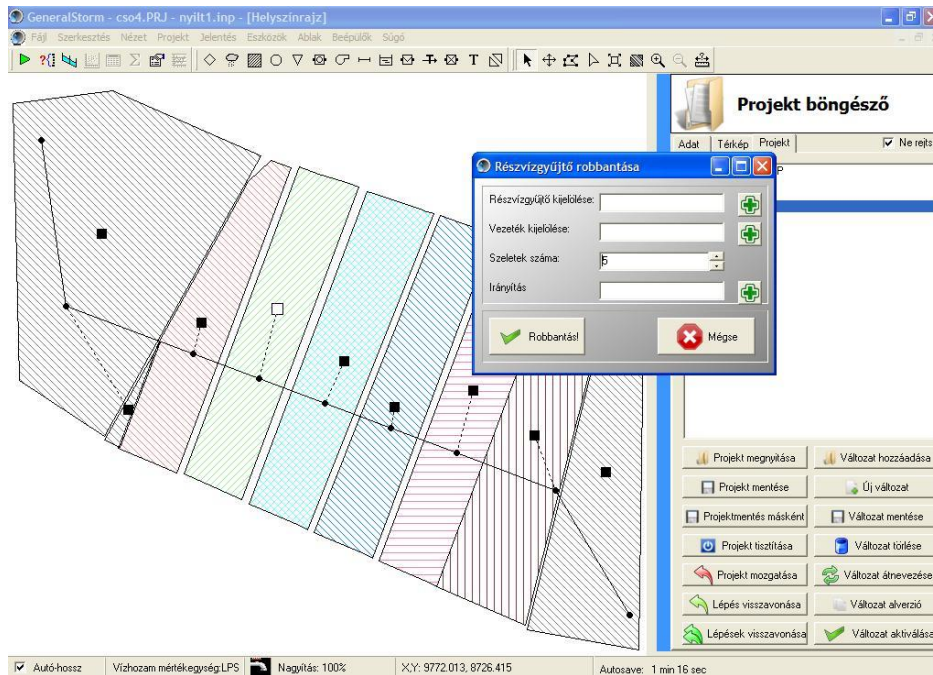 GeneralStorm - cso4.PRJ - nyilt1.inp - [Helyszínrajz]
Fájl Szerkesztés Nézet Projekt Jelentés Eszközök Ablak Beépülők Súgó
T
Projekt böngésző
Adat Térkép Projekt Ne rejts
P
Részvízgyűjtő robbantása
Részvízgyűjtő kijelölése:
Vezeték kijelölése:
Szeletek száma: 5
Irányítás
Robbantás! Mégse
Projekt megnyitása Változat hozzáadása
Projekt mentése Új változat
Projektmentés másként Változat mentése
Projekt tisztítása Változat törlése
Projekt mozgatása Változat átnevezése
Lépés visszavonása Változat alverzió
Lépések visszavonása Változat aktiválása
Autó-hossz Vízhozam mértékegység:LPS Nagyítás: 100% X,Y: 9772.013, 8726.415 Autosave: 1 min 16 sec